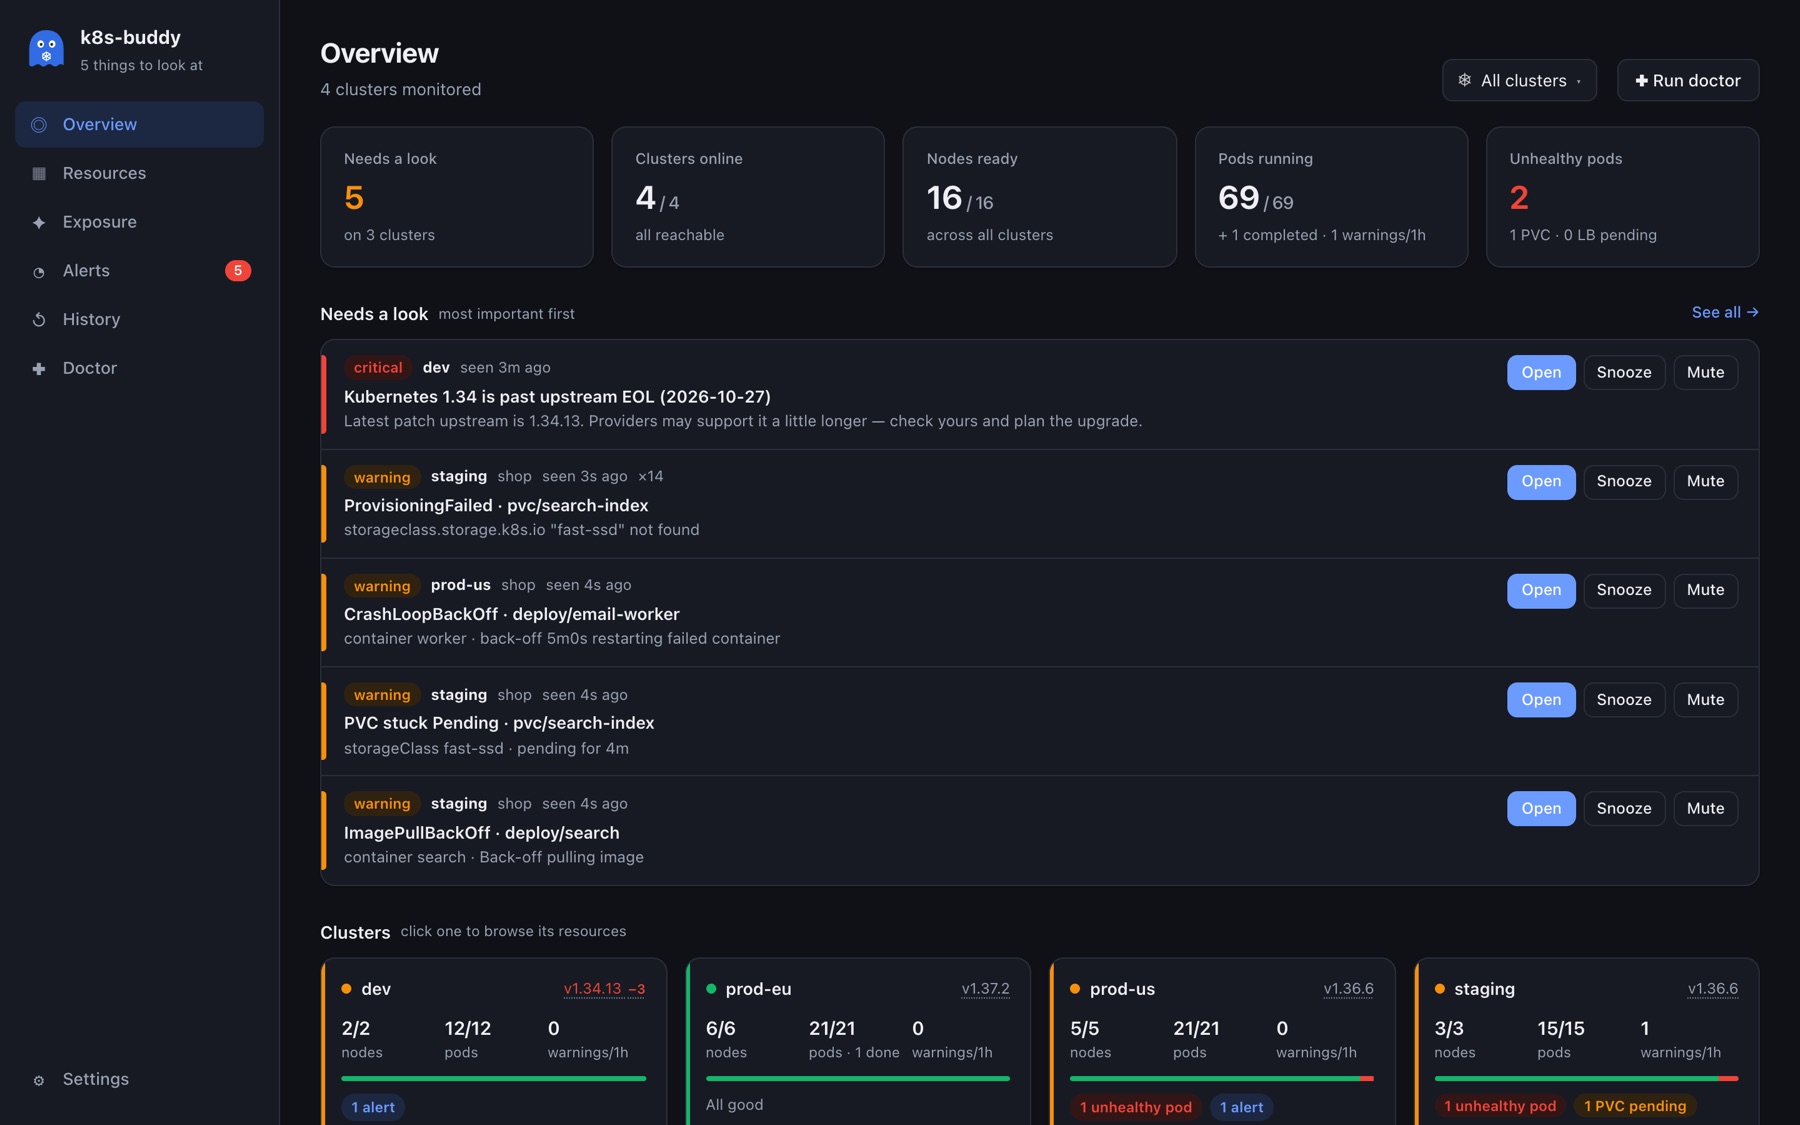 k8s-buddy
5 things to look at
Overview
Resources
Exposure
Alerts 5
History
Doctor
Settings
Overview
4 clusters monitored
All clusters
Run doctor
Needs a look
5
on 3 clusters
Clusters online
4 / 4
all reachable
Nodes ready
16 / 16
across all clusters
Pods running
69 / 69
+ 1 completed · 1 warnings/1h
Unhealthy pods
2
1 PVC · 0 LB pending
Needs a look most important first See all →
critical dev seen 3m ago
Kubernetes 1.34 is past upstream EOL (2026-10-27)
Latest patch upstream is 1.34.13. Providers may support it a little longer — check yours and plan the upgrade.
Open Snooze Mute
warning staging shop seen 3s ago ×14
ProvisioningFailed · pvc/search-index
storageclass.storage.k8s.io "fast-ssd" not found
Open Snooze Mute
warning prod-us shop seen 4s ago
CrashLoopBackOff · deploy/email-worker
container worker · back-off 5m0s restarting failed container
Open Snooze Mute
warning staging shop seen 4s ago
PVC stuck Pending · pvc/search-index
storageClass fast-ssd · pending for 4m
Open Snooze Mute
warning staging shop seen 4s ago
ImagePullBackOff · deploy/search
container search · Back-off pulling image
Open Snooze Mute
Clusters click one to browse its resources
dev v1.34.13 −3
2/2 12/12 0
nodes pods warnings/1h
1 alert
prod-eu v1.37.2
6/6 21/21 0
nodes pods · 1 done warnings/1h
All good
prod-us v1.36.6
5/5 21/21 0
nodes pods warnings/1h
1 unhealthy pod 1 alert
staging v1.36.6
3/3 15/15 1
nodes pods warnings/1h
1 unhealthy pod 1 PVC pending